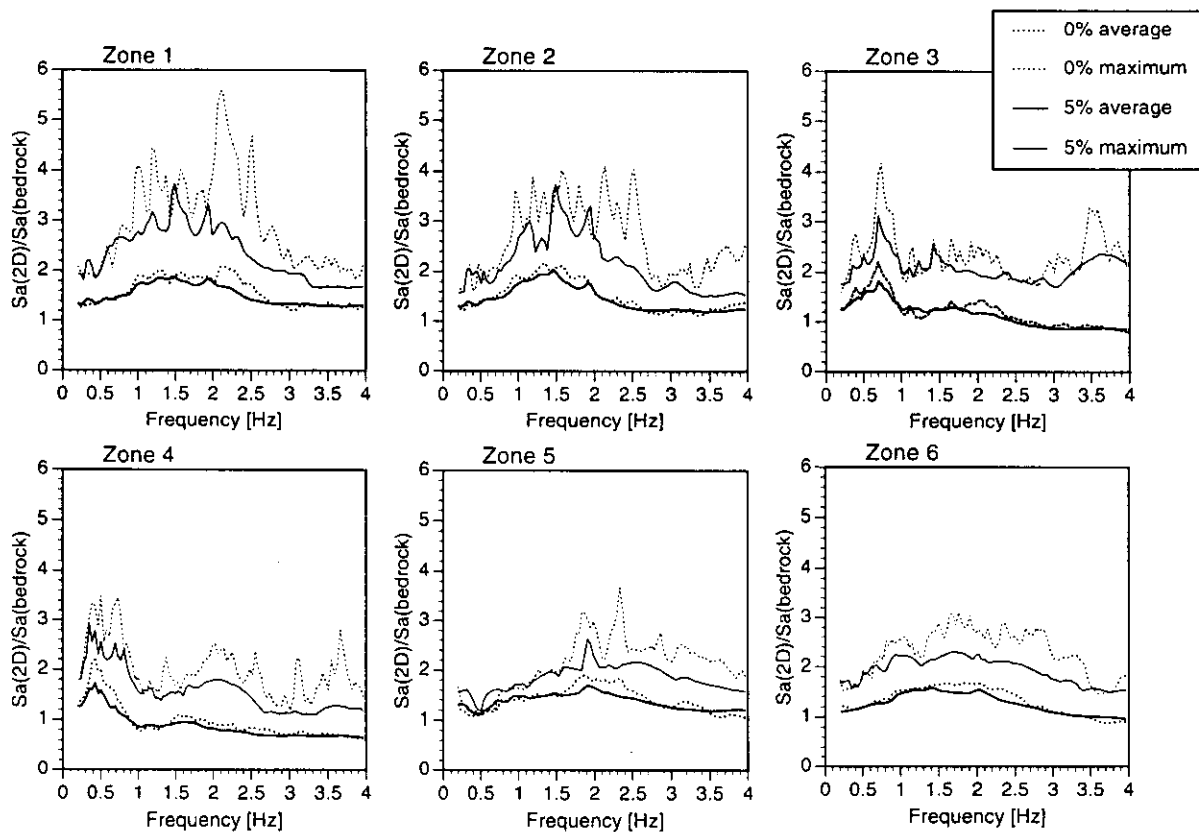 0% average
0% maximum
5% average
5% maximum
Zone 1
Zone 2
Zone 3
6
5
4
3
2
1
0
Sa(2D)/Sa(bedrock)
0 0.5 1 1.5 2 2.5 3 3.5 4
Frequency [Hz]
6
5
4
3
2
1
0
Sa(2D)/Sa(bedrock)
0 0.5 1 1.5 2 2.5 3 3.5 4
Frequency [Hz]
6
5
4
3
2
1
0
Sa(2D)/Sa(bedrock)
0 0.5 1 1.5 2 2.5 3 3.5 4
Frequency [Hz]
Zone 4
Zone 5
Zone 6
6
5
4
3
2
1
0
Sa(2D)/Sa(bedrock)
0 0.5 1 1.5 2 2.5 3 3.5 4
Frequency [Hz]
6
5
4
3
2
1
0
Sa(2D)/Sa(bedrock)
0 0.5 1 1.5 2 2.5 3 3.5 4
Frequency [Hz]
6
5
4
3
2
1
0
Sa(2D)/Sa(bedrock)
0 0.5 1 1.5 2 2.5 3 3.5 4
Frequency [Hz]